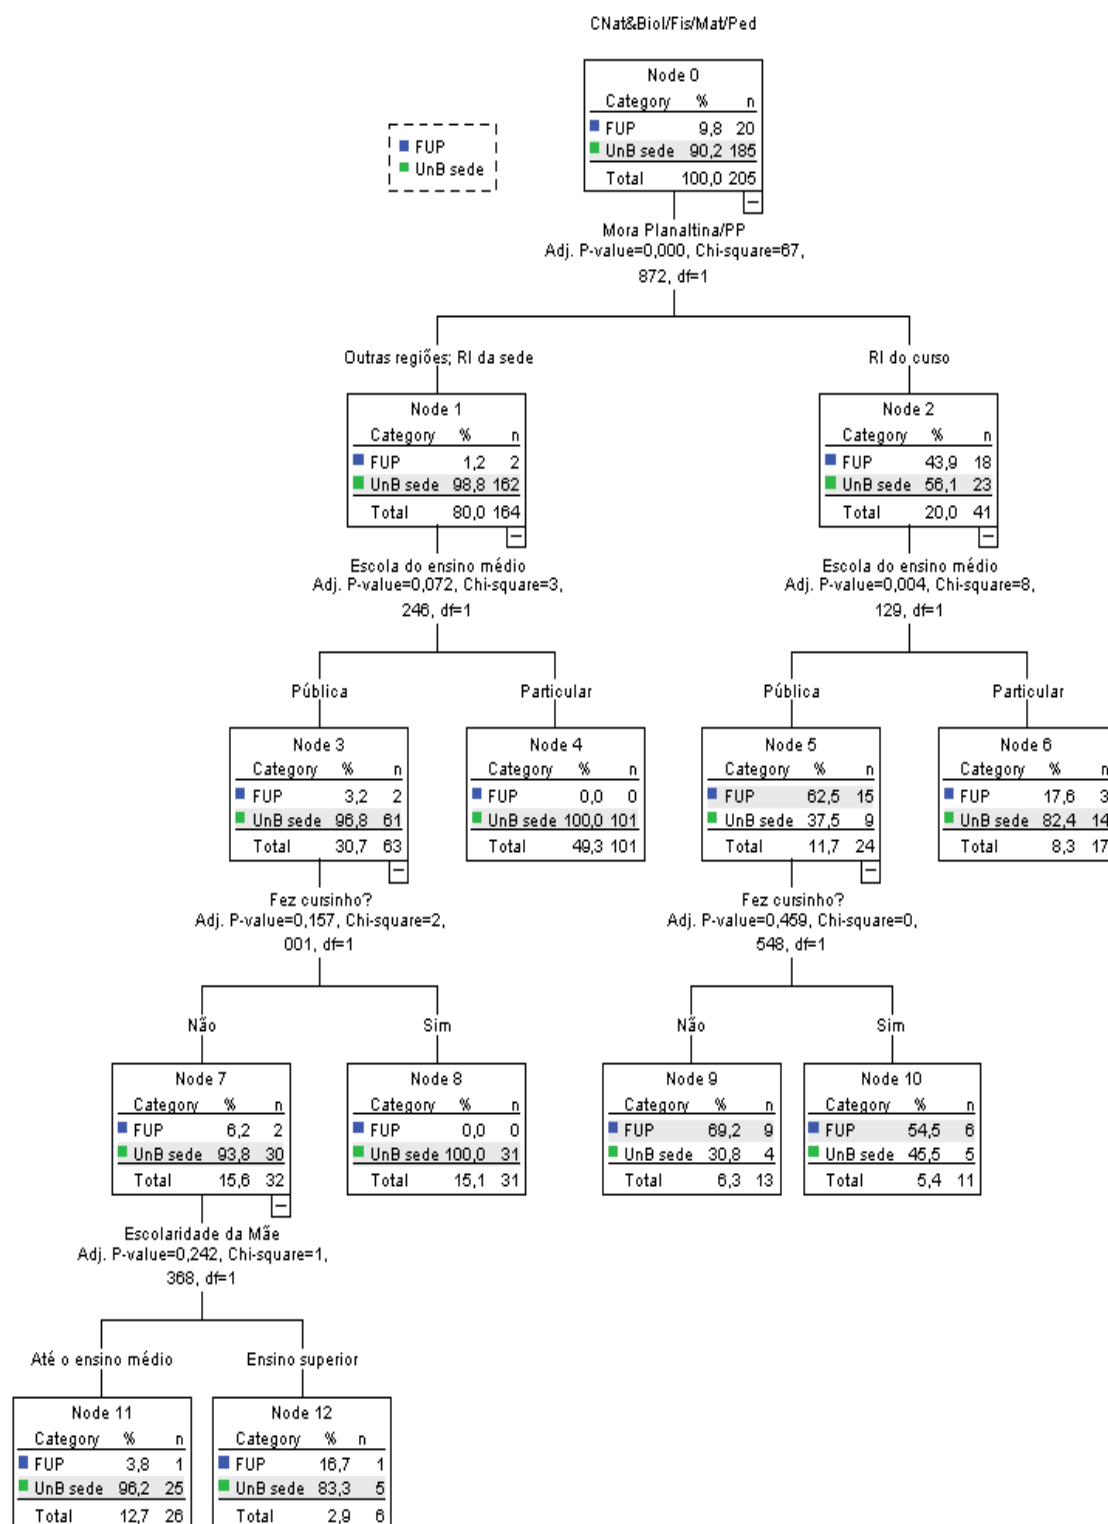 CNat&Biol/Fis/Mat/Ped
FUP
UnB sede
Node 0
Category % n
FUP 9,8 20
UnB sede 90,2 185
Total 100,0 205
Mora Planaltina/PP
Adj. P-value=0,000, Chi-square=67,
872, df=1
Outras regiões; RI da sede
RI do curso
Node 1
Category % n
FUP 1,2 2
UnB sede 98,8 162
Total 80,0 164
Node 2
Category % n
FUP 43,9 18
UnB sede 56,1 23
Total 20,0 41
Escola do ensino médio
Adj. P-value=0,072, Chi-square=3,
246, df=1
Escola do ensino médio
Adj. P-value=0,004, Chi-square=8,
129, df=1
Pública
Particular
Pública
Particular
Node 3
Category % n
FUP 3,2 2
UnB sede 96,8 61
Total 30,7 63
Node 4
Category % n
FUP 0,0 0
UnB sede 100,0 101
Total 49,3 101
Node 5
Category % n
FUP 62,5 15
UnB sede 37,5 9
Total 11,7 24
Node 6
Category % n
FUP 17,6 3
UnB sede 82,4 14
Total 8,3 17
Fez cursinho?
Adj. P-value=0,157, Chi-square=2,
001, df=1
Fez cursinho?
Adj. P-value=0,459, Chi-square=0,
548, df=1
Não
Sim
Não
Sim
Node 7
Category % n
FUP 6,2 2
UnB sede 93,8 30
Total 15,6 32
Node 8
Category % n
FUP 0,0 0
UnB sede 100,0 31
Total 15,1 31
Node 9
Category % n
FUP 69,2 9
UnB sede 30,8 4
Total 6,3 13
Node 10
Category % n
FUP 54,5 6
UnB sede 45,5 5
Total 5,4 11
Escolaridade da Mãe
Adj. P-value=0,242, Chi-square=1,
368, df=1
Até o ensino médio
Ensino superior
Node 11
Category % n
FUP 3,8 1
UnB sede 96,2 25
Total 12,7 26
Node 12
Category % n
FUP 16,7 1
UnB sede 83,3 5
Total 2,9 6